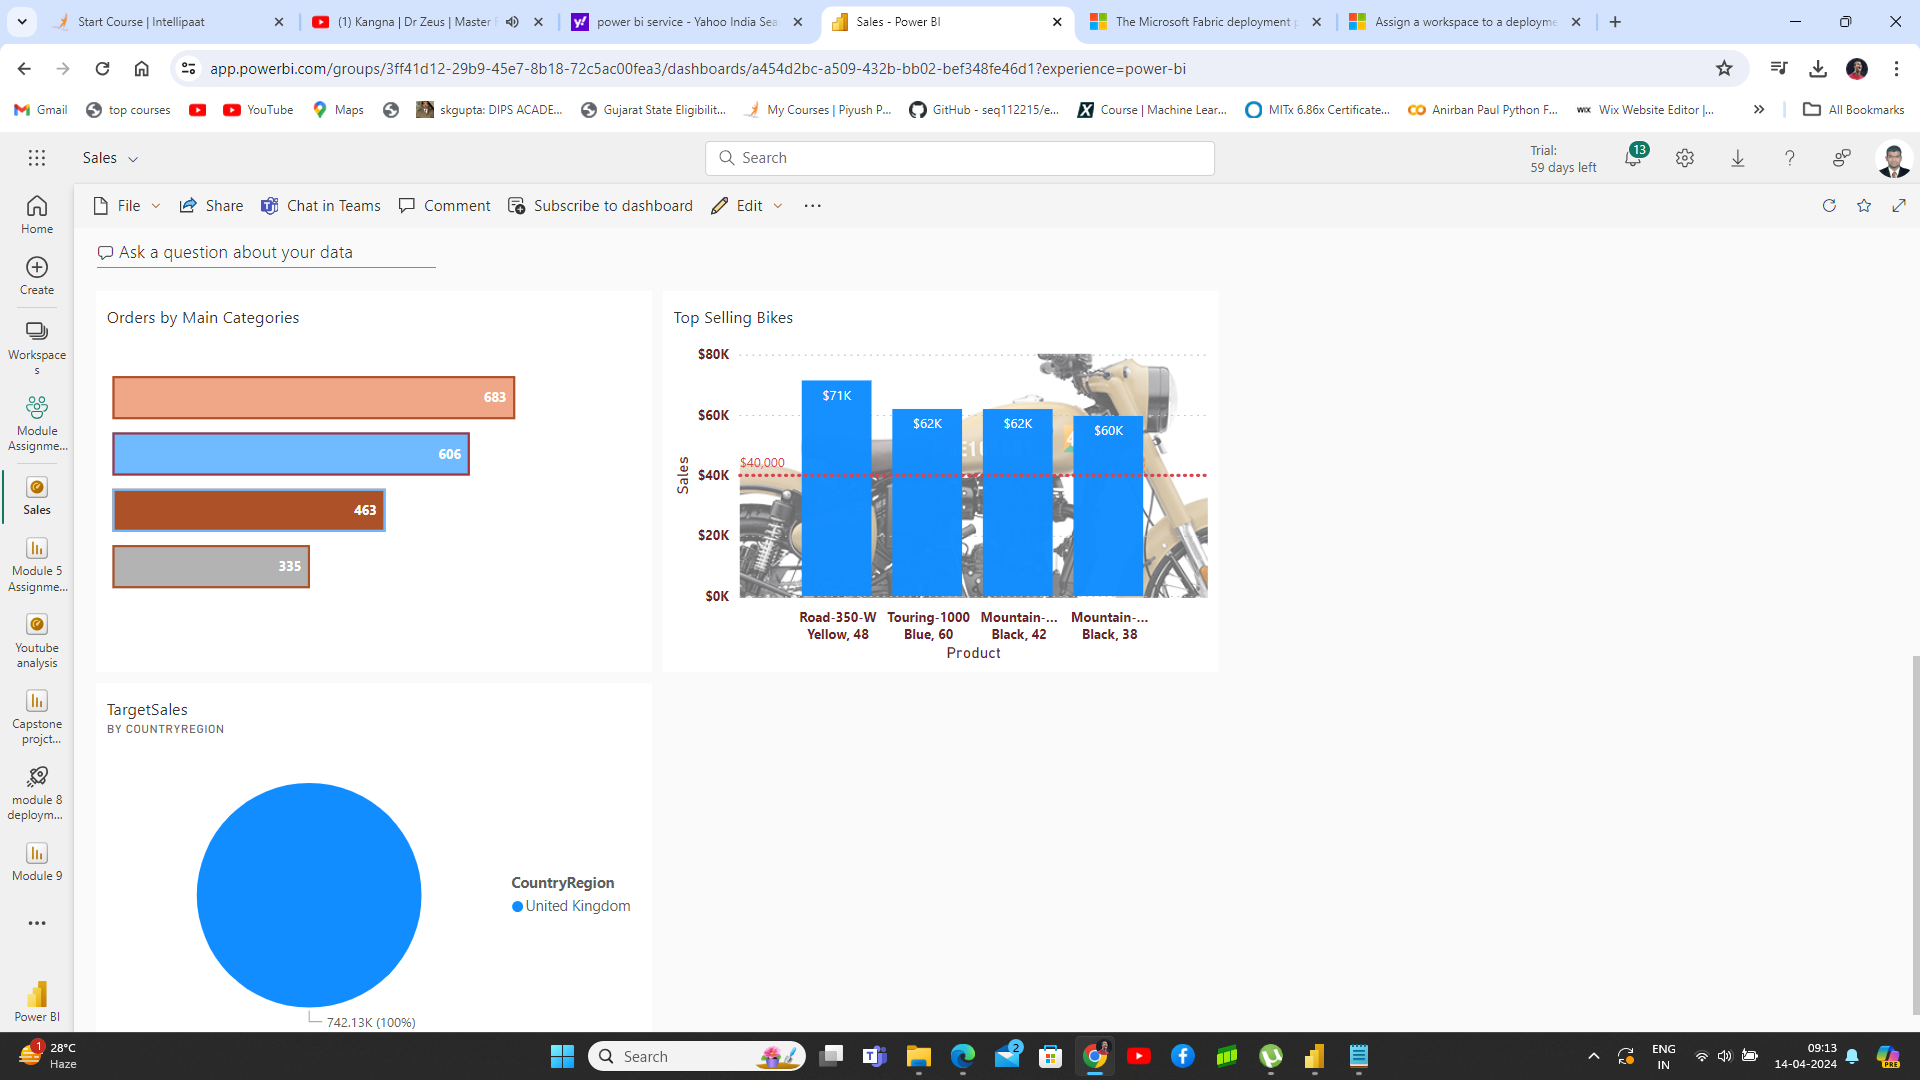 Start Course | Intellipaat
(1) Kangna | Dr Zeus | Master
power bi service - Yahoo India Sea
Sales - Power BI
The Microsoft Fabric deployment
Assign a workspace to a deployme
app.powerbi.com/groups/3ff41d12-29b9-45e7-8b18-72c5ac00fea3/dashboards/a454d2bc-a509-432b-bb02-bef348fe46d1?experience=power-bi
Gmail
top courses
YouTube
Maps
skgupta: DIPS ACADE...
Gujarat State Eligibilit...
My Courses | Piyush P...
GitHub - seq112215/e...
Course | Machine Lear...
MITx 6.86x Certificate...
Anirban Paul Python F...
WIX
Wix Website Editor |...
All Bookmarks
Sales
Search
Trial:
59 days left
13
File
Share
Chat in Teams
Comment
Subscribe to dashboard
Edit
Home
Create
Workspace
s
Module
Assignme...
Sales
Module 5
Assignme...
Youtube
analysis
Capstone
projct...
module 8
deploym...
Module 9
Power BI
Ask a question about your data
Orders by Main Categories
683
606
463
335
Top Selling Bikes
$80K
$60K
$40K
$20K
$0K
Sales
$40,000
$71K
$62K
$62K
$60K
Road-350-W
Yellow, 48
Touring-1000
Blue, 60
Mountain-...
Black, 42
Mountain-...
Black, 38
Product
TargetSales
BY COUNTRYREGION
CountryRegion
United Kingdom
742.13K (100%)
1
28°C
Haze
Search
2
ENG
IN
09:13
14-04-2024
PRE